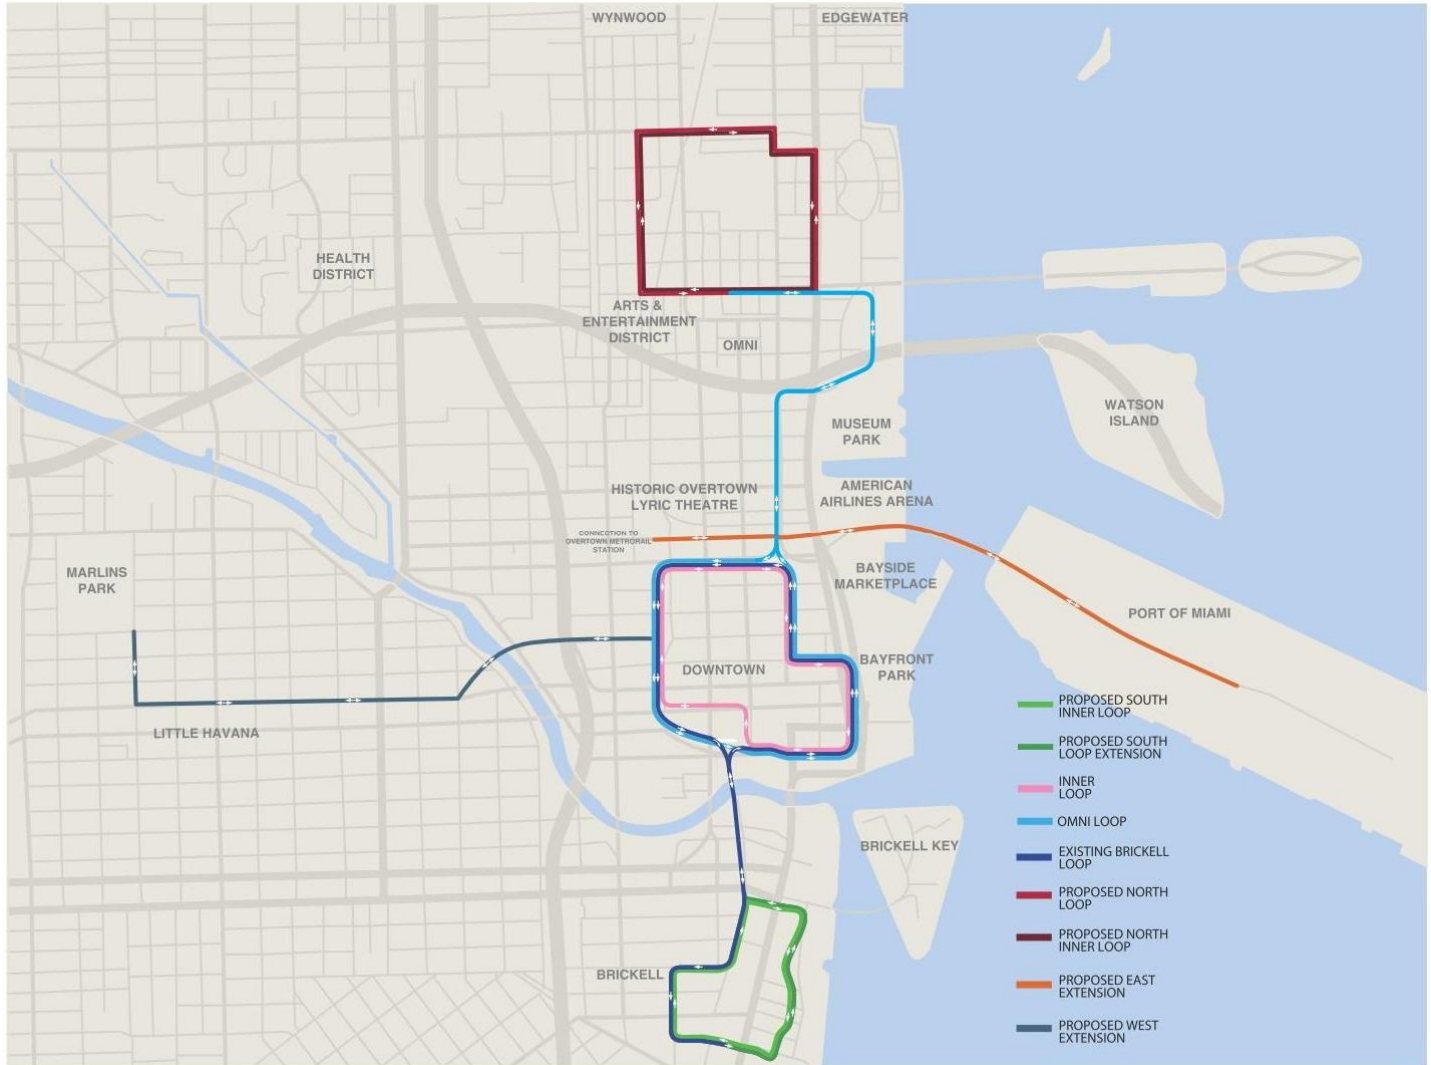 WYNWOOD
EDGEWATER
HEALTH
DISTRICT
ARTS &
ENTERTAINMENT
DISTRICT
OMNI
WATSON
ISLAND
MUSEUM
PARK
HISTORIC OVERTOWN
LYRIC THEATRE
AMERICAN
AIRLINES ARENA
CONNCOTION TO
OVERTOWN METRORAIL
STATION
MARLINS
PARK
BAYSIDE
MARKETPLACE
PORT OF MIAMI
DOWNTOWN
BAYFRONT
PARK
LITTLE HAVANA
BRICKELL KEY
BRICKELL
PROPOSED SOUTH
INNER LOOP
PROPOSED SOUTH
LOOP EXTENSION
INNER
LOOP
OMNI LOOP
EXISTING BRICKELL
LOOP
PROPOSED NORTH
LOOP
PROPOSED NORTH
INNER LOOP
PROPOSED EAST
EXTENSION
PROPOSED WEST
EXTENSION